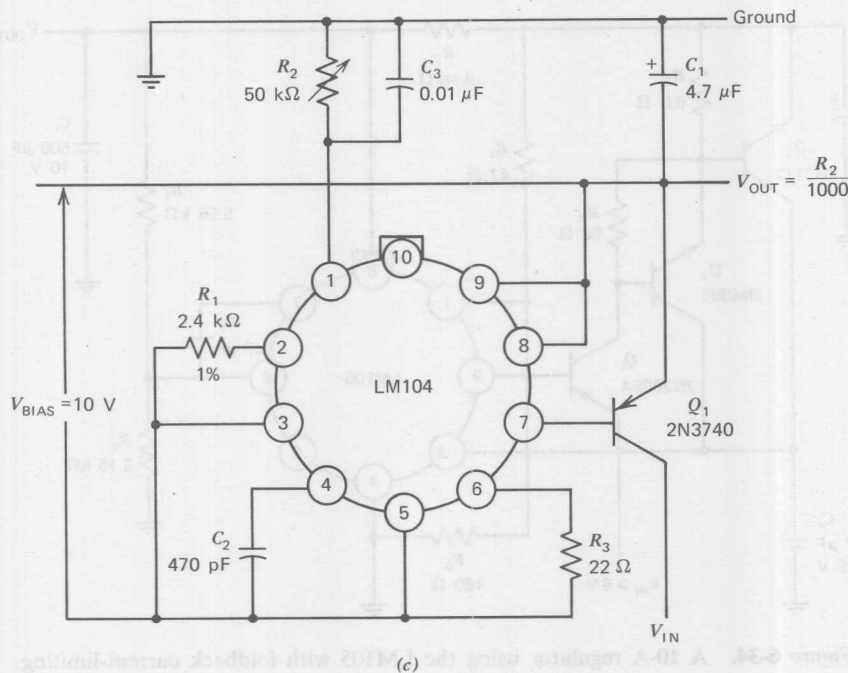 Ground
R2
50 kΩ
C3
0.01 μF
C1
4.7 μF
+
VOUT = R2/1000
10
1
9
R1
2.4 kΩ
1%
2
8
LM104
VBIAS = 10 V
3
7
Q1
2N3740
4
6
5
C2
470 pF
R3
22 Ω
VIN
(c)